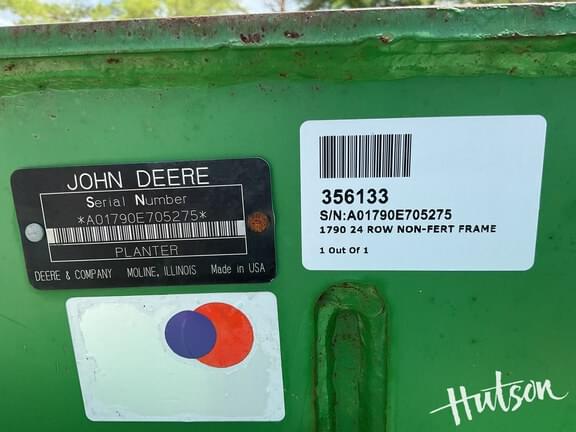 JOHN DEERE
Serial Number
*A01790E705275*
PLANTER
DEERE & COMPANY MOLINE, ILLINOIS Made in USA
356133
S/N:A01790E705275
1790 24 ROW NON-FERT FRAME
1 Out Of 1
Hutson